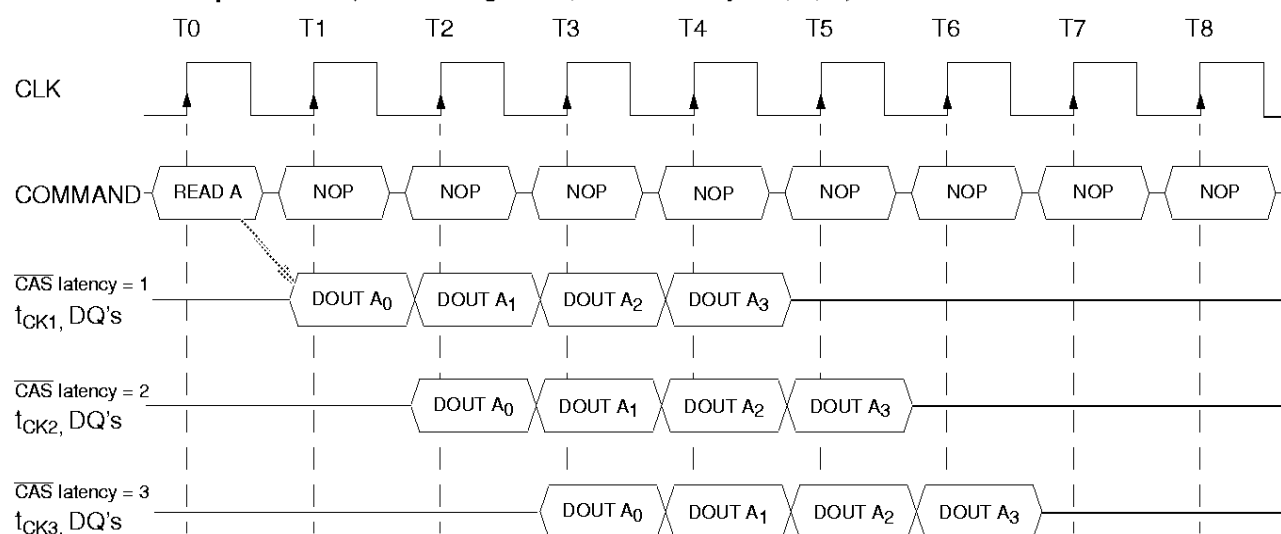 T0 T1 T2 T3 T4 T5 T6 T7 T8
CLK
COMMAND READ A NOP NOP NOP NOP NOP NOP NOP NOP
CAS latency = 1
tCK1, DQ's DOUT A0 DOUT A1 DOUT A2 DOUT A3
CAS latency = 2
tCK2, DQ's DOUT A0 DOUT A1 DOUT A2 DOUT A3
CAS latency = 3
tCK3, DQ's DOUT A0 DOUT A1 DOUT A2 DOUT A3